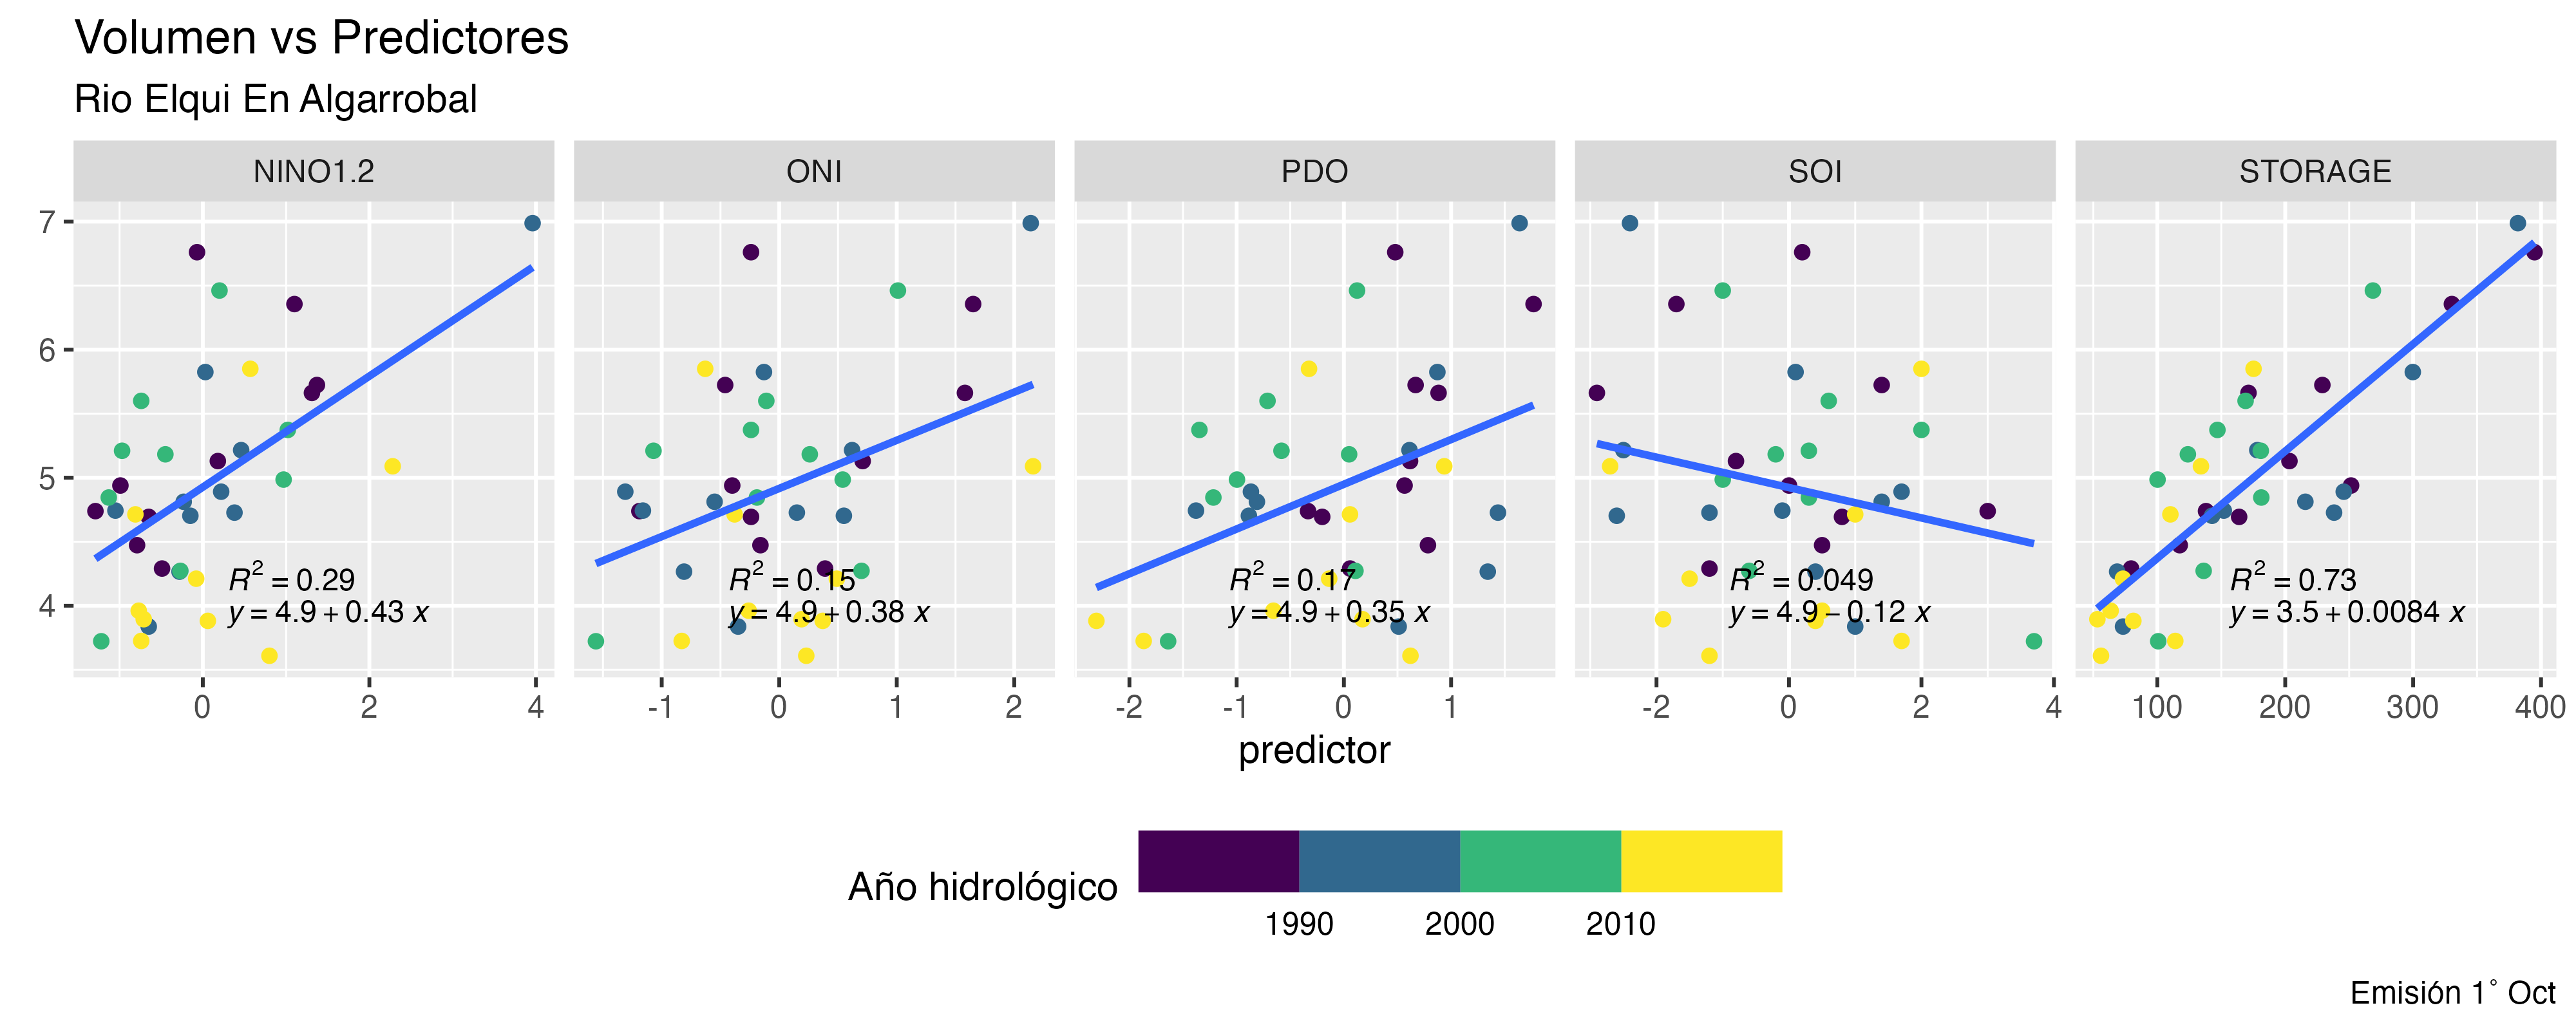 Volumen vs Predictores
Rio Elqui En Algarrobal
NINO1.2 ONI PDO SOI STORAGE
7
6
5
4
R² = 0.29 R² = 0.15 R² = 0.17 R² = 0.049 R² = 0.73
y = 4.9 + 0.43 x y = 4.9 + 0.38 x y = 4.9 + 0.35 x y = 4.9 − 0.12 x y = 3.5 + 0.0084 x
0 2 4 -1 0 1 2 -2 -1 0 1 -2 0 2 4 100 200 300 400
predictor
Año hidrológico
1990 2000 2010
Emisión 1° Oct